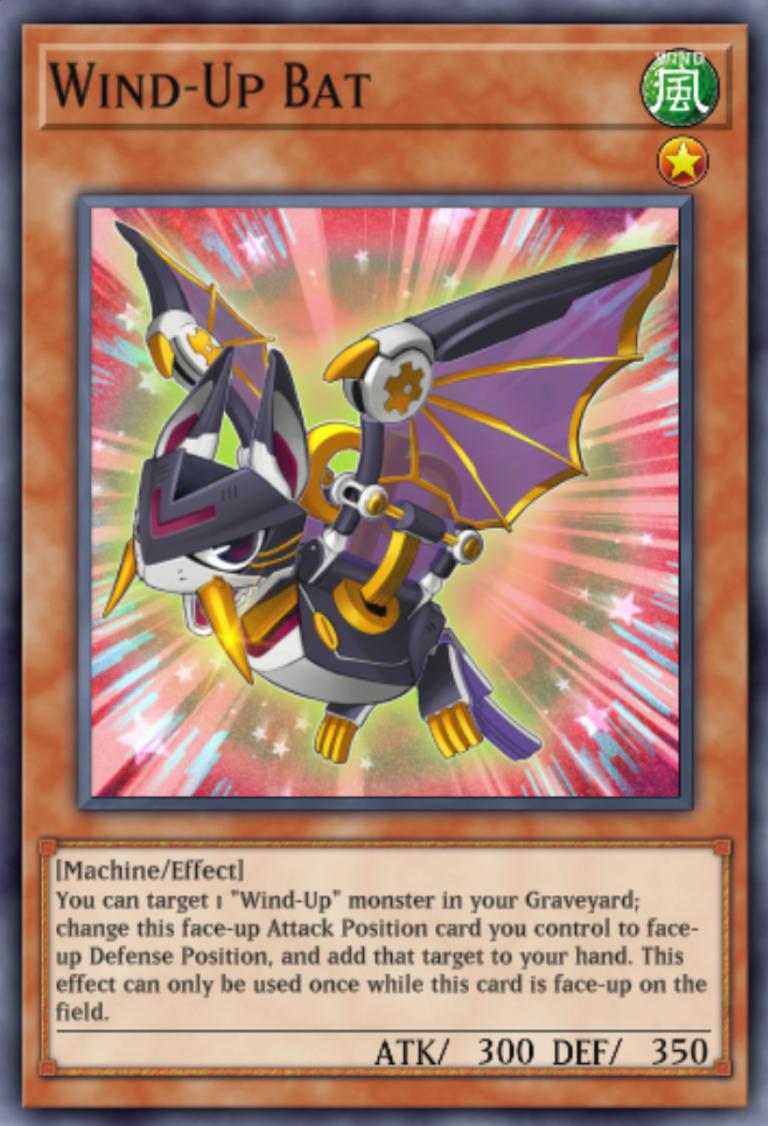 Wind-Up Bat
WIND
風
[Machine/Effect]
You can target 1 "Wind-Up" monster in your Graveyard;
change this face-up Attack Position card you control to face-
up Defense Position, and add that target to your hand. This
effect can only be used once while this card is face-up on the
field.
ATK/ 300 DEF/ 350